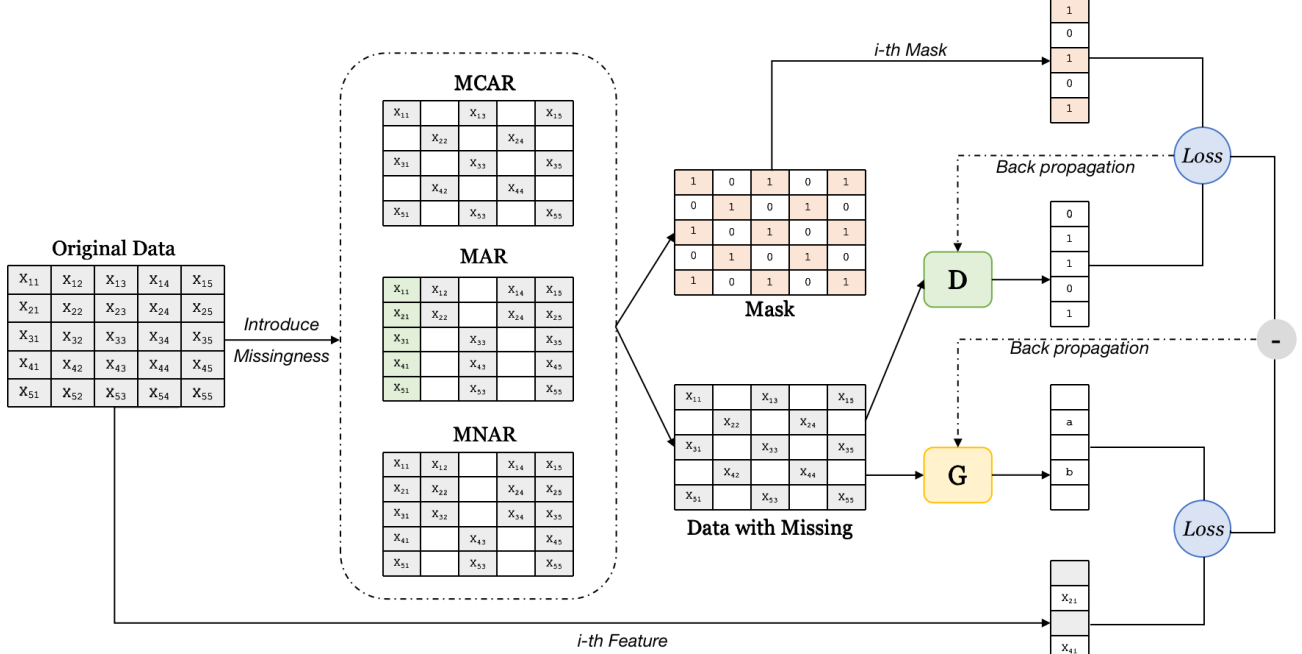 1
0
i-th Mask
1
0
1
MCAR
x₁₁ x₁₃ x₁₅
x₂₂ x₂₄
x₃₁ x₃₃ x₃₅
x₄₂ x₄₄
x₅₁ x₅₃ x₅₅
Original Data
x₁₁ x₁₂ x₁₃ x₁₄ x₁₅
x₂₁ x₂₂ x₂₃ x₂₄ x₂₅
x₃₁ x₃₂ x₃₃ x₃₄ x₃₅
x₄₁ x₄₂ x₄₃ x₄₄ x₄₅
x₅₁ x₅₂ x₅₃ x₅₄ x₅₅
Introduce
Missingness
MAR
x₁₁ x₁₂ x₁₄ x₁₅
x₂₁ x₂₂ x₂₄ x₂₅
x₃₁ x₃₃ x₃₅
x₄₁ x₄₃ x₄₅
x₅₁ x₅₃ x₅₅
MNAR
x₁₁ x₁₂ x₁₄ x₁₅
x₂₁ x₂₂ x₂₄ x₂₅
x₃₁ x₃₂ x₃₄ x₃₅
x₄₁ x₄₃ x₄₅
x₅₁ x₅₃ x₅₅
1 0 1 0 1
0 1 0 1 0
1 0 1 0 1
0 1 0 1 0
1 0 1 0 1
Mask
x₁₁ x₁₃ x₁₅
x₂₂ x₂₄
x₃₁ x₃₃ x₃₅
x₄₂ x₄₄
x₅₁ x₅₃ x₅₅
Data with Missing
Loss
Back propagation
D
0
1
1
0
1
-
Back propagation
G
a
b
Loss
x₂₁
x₄₁
i-th Feature